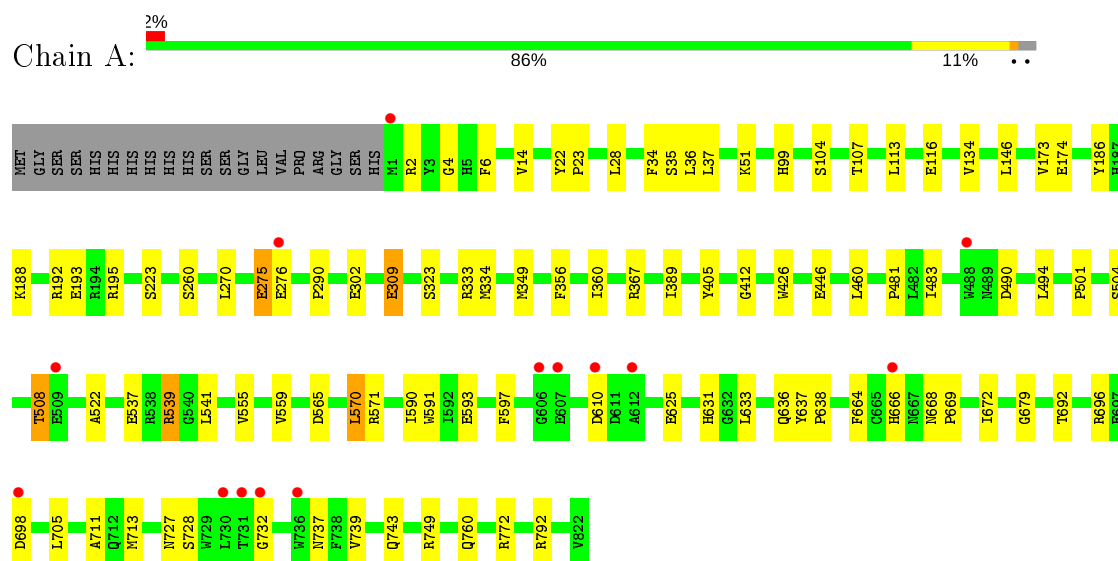 2%
Chain A:
86% 11% • •
MET GLY SER SER HIS HIS HIS HIS HIS HIS SER SER GLY LEU VAL PRO ARG GLY SER HIS M1 R2 Y3 G4 H5 F6 V14 Y22 P23 L28 F34 S35 L36 L37 K51 H99 S104 T107 L113 E116 V134 L146 V173 E174 Y186 H187
K188 R192 E193 R194 R195 S223 S260 L270 E275 E276 P290 E302 E309 S323 R333 M334 M349 F356 I360 R367 I389 Y405 G412 W426 E446 L460 P481 L482 I483 W488 N489 D490 L494 P501 S504
T508 E509 A522 E537 R538 R539 G540 L541 V555 V559 D565 L570 R571 I590 W591 I592 E593 F597 G606 E607 D610 D611 A612 E625 H631 G632 L633 Q636 Y637 P638 F664 C665 H666 N667 N668 P669 I672 G679 T692 R696
D698 L705 A711 Q712 M713 N727 S728 W729 L730 T731 G732 W736 N737 F738 V739 Q743 R749 Q760 R772 R792 V822